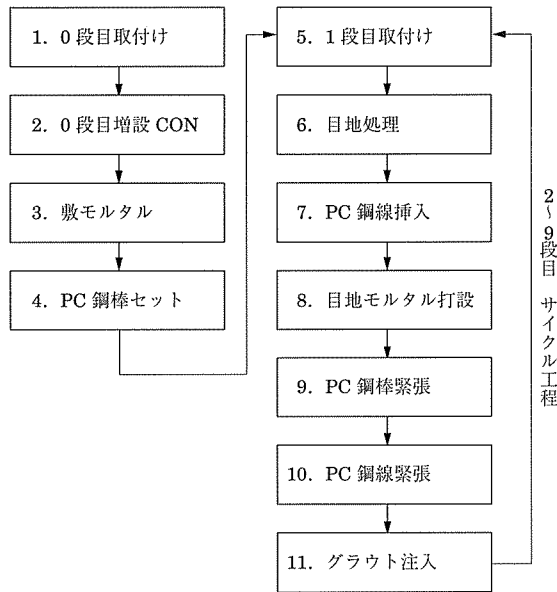 1. 0段目取付け
2. 0段目増設 CON
3. 敷モルタル
4. PC 鋼棒セット
5. 1段目取付け
6. 目地処理
7. PC 鋼線挿入
8. 目地モルタル打設
9. PC 鋼棒緊張
10. PC 鋼線緊張
11. グラウト注入
2～9段目 サイクル工程